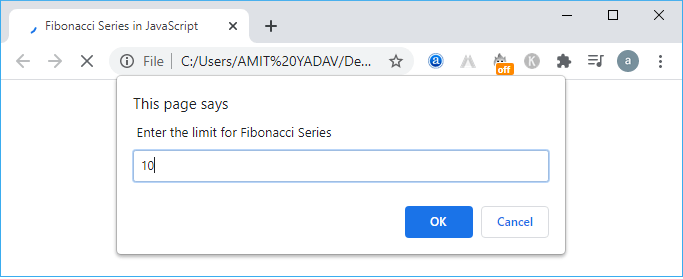 Fibonacci Series in JavaScript
File | C:/Users/AMIT%20YADAV/De...
a
off
K
a
This page says
Enter the limit for Fibonacci Series
10
OK
Cancel